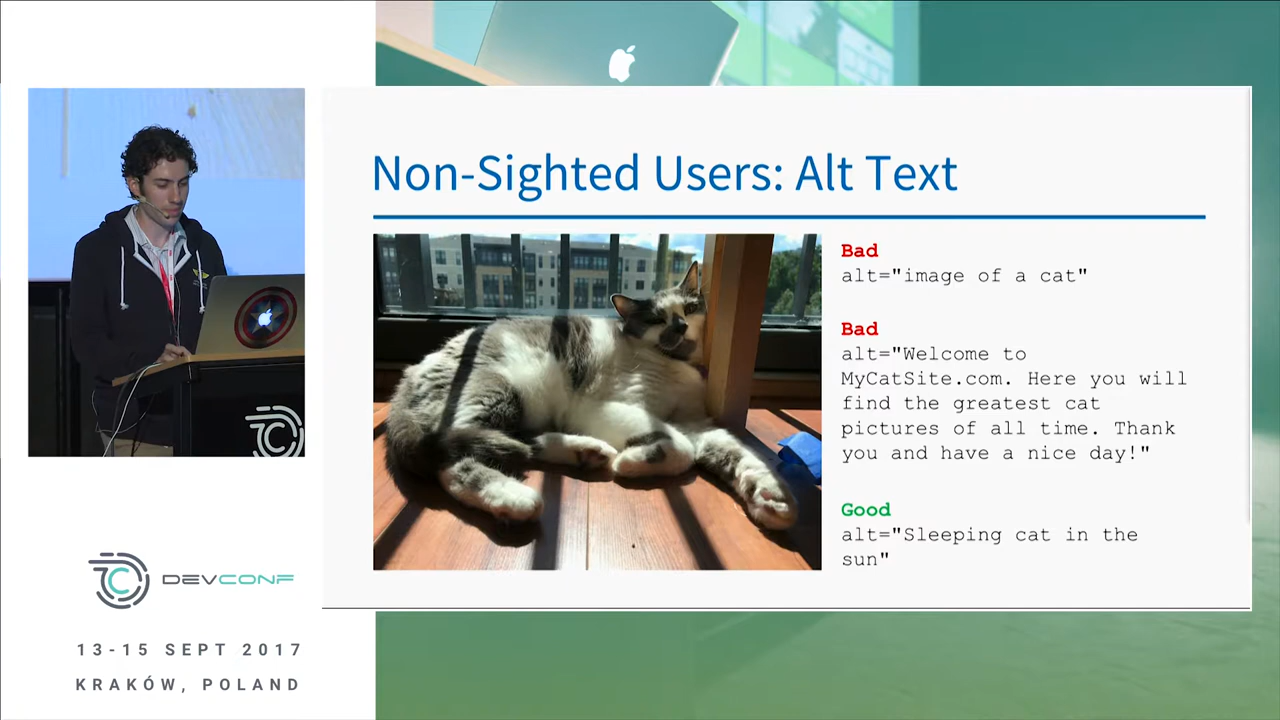 Non-Sighted Users: Alt Text
Bad
alt="image of a cat"
Bad
alt="Welcome to
MyCatSite.com. Here you will
find the greatest cat
pictures of all time. Thank
you and have a nice day!"
Good
alt="Sleeping cat in the
sun"
DEVCONF
13-15 SEPT 2017
KRAKÓW, POLAND